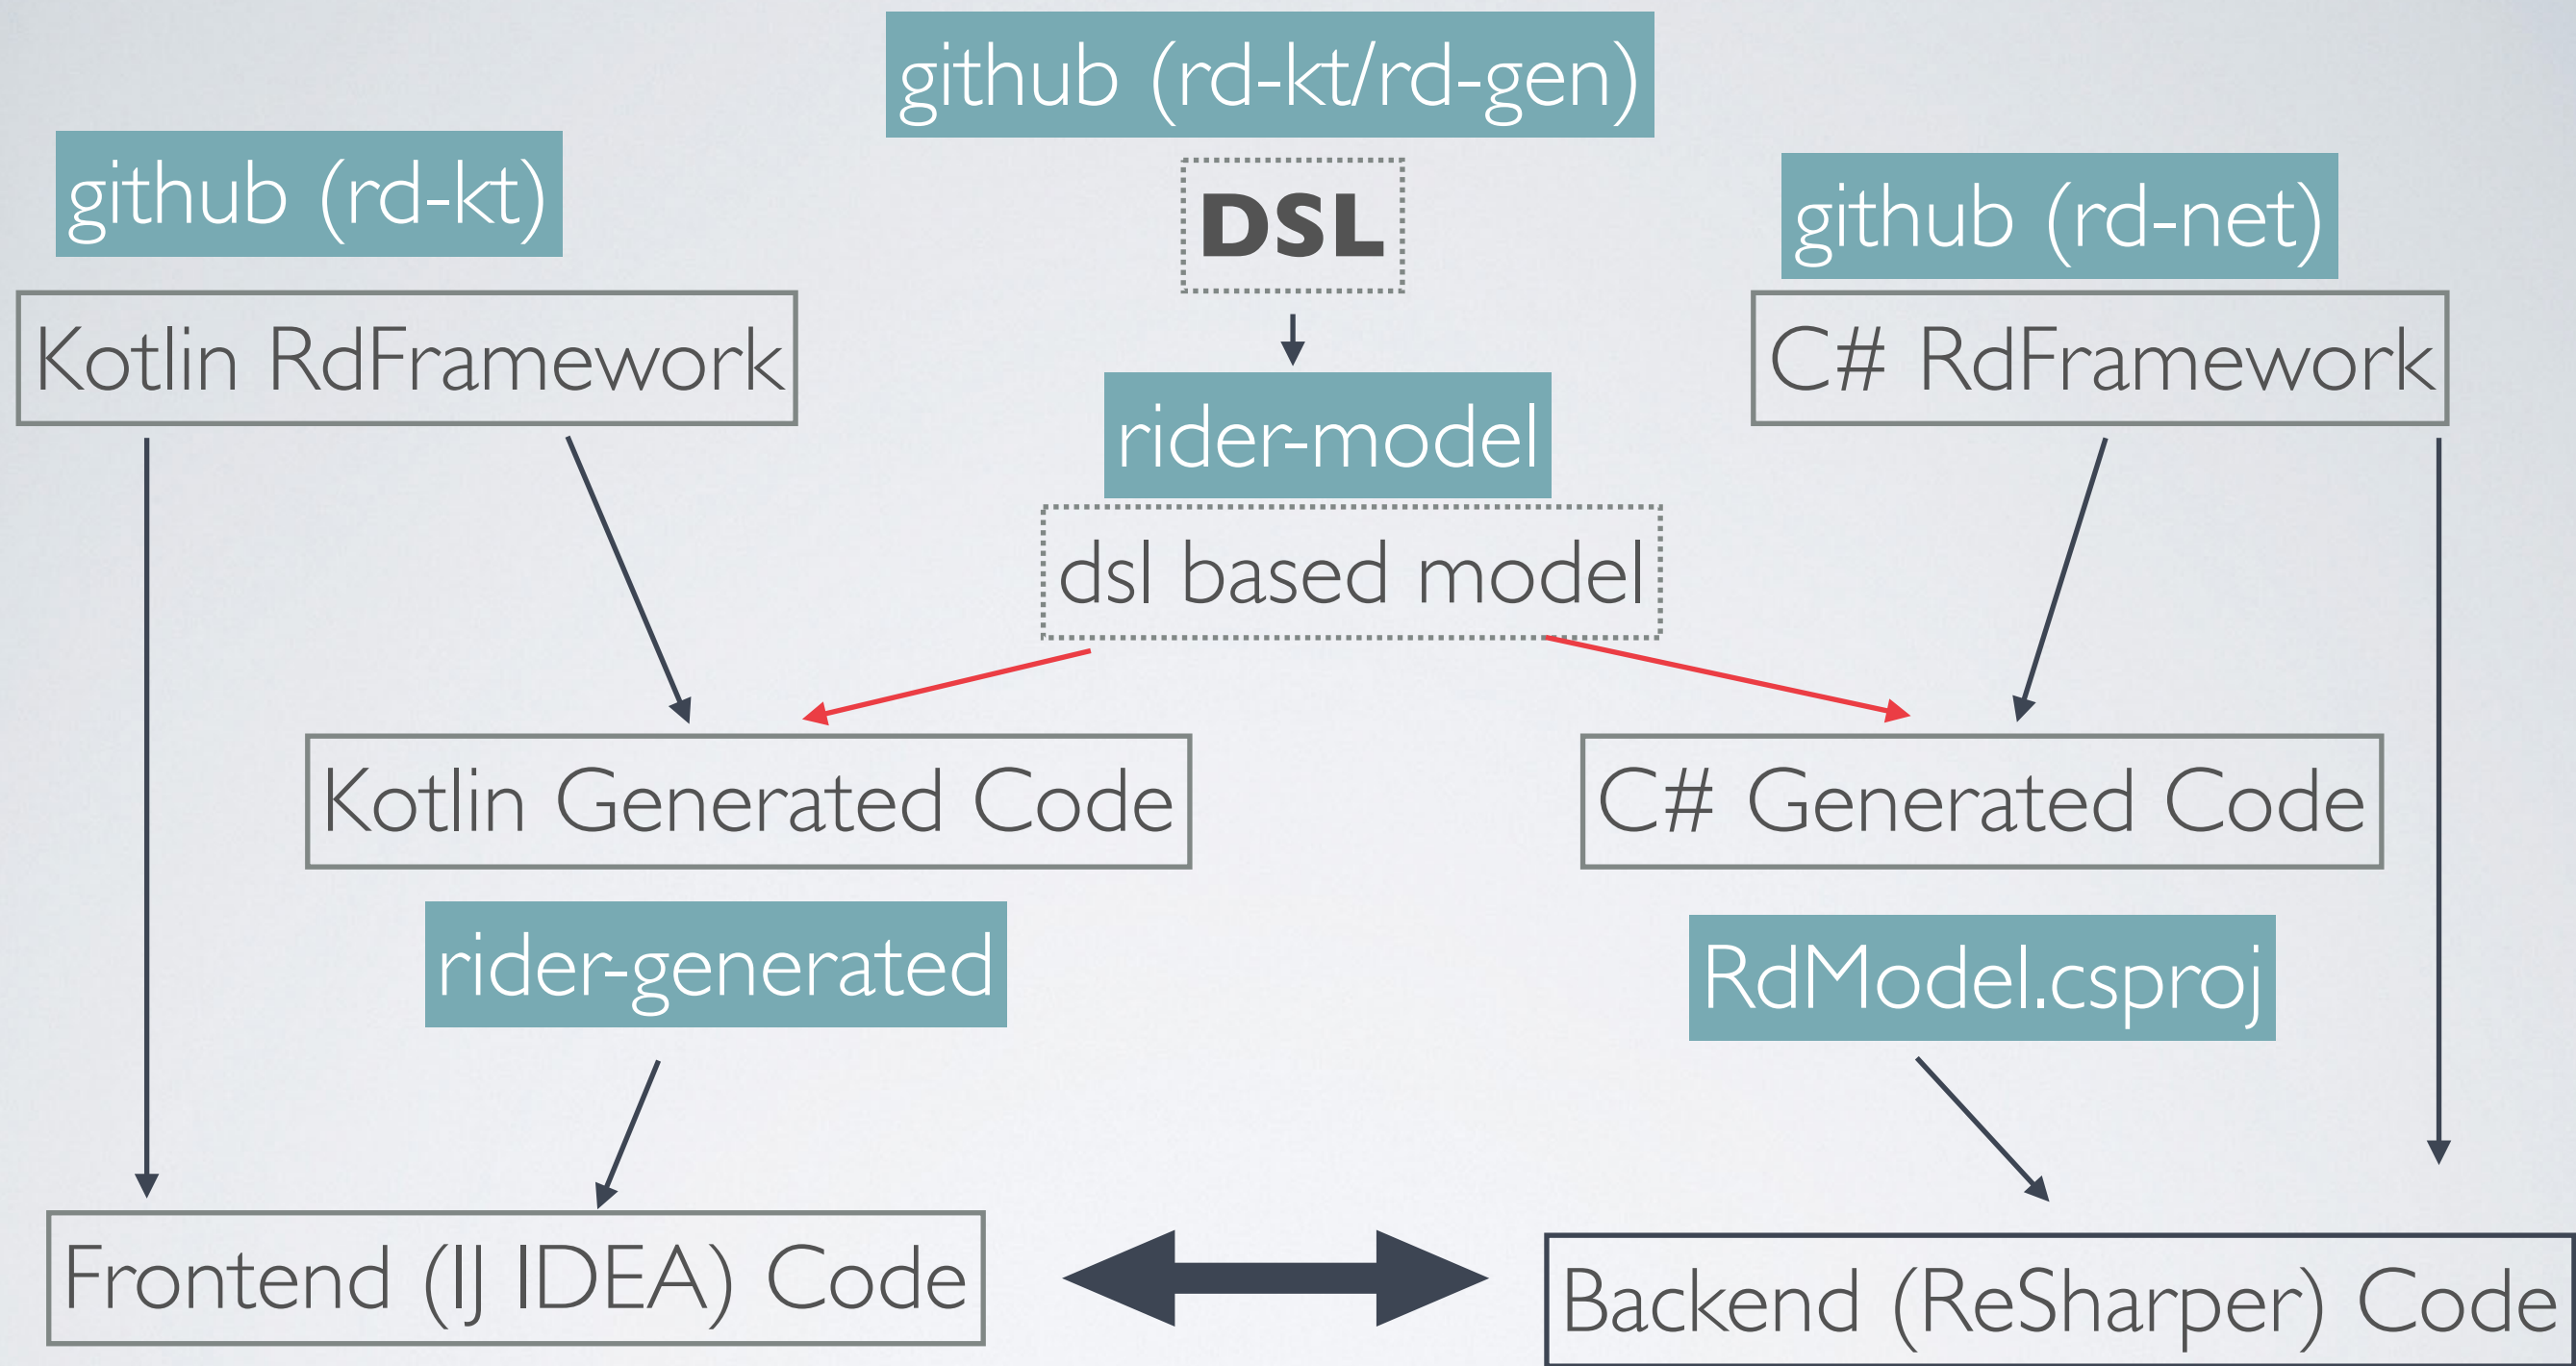 github (rd-kt/rd-gen)
github (rd-kt)
DSL
github (rd-net)
Kotlin RdFramework
C# RdFramework
rider-model
dsl based model
Kotlin Generated Code
C# Generated Code
rider-generated
RdModel.csproj
Frontend (IJ IDEA) Code
Backend (ReSharper) Code